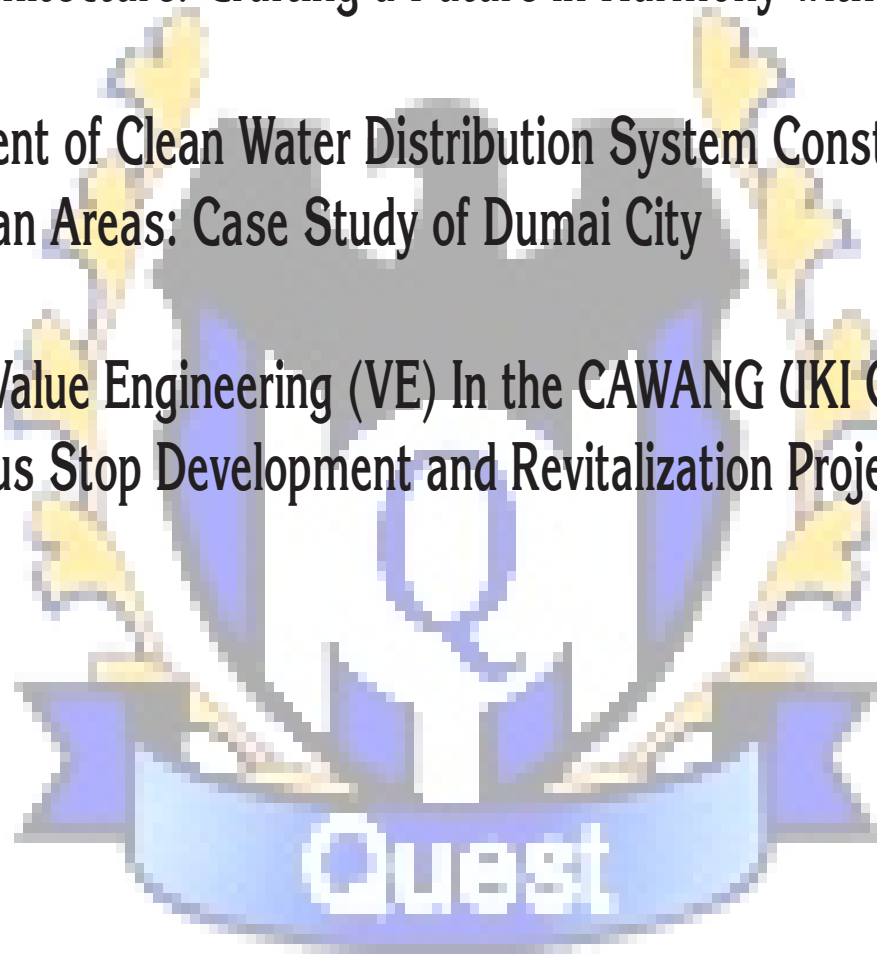 ent of Clean Water Distribution System Const
an Areas: Case Study of Dumai City
Value Engineering (VE) In the CAWANG UKI
us Stop Development and Revitalization Proje
Q
Quest